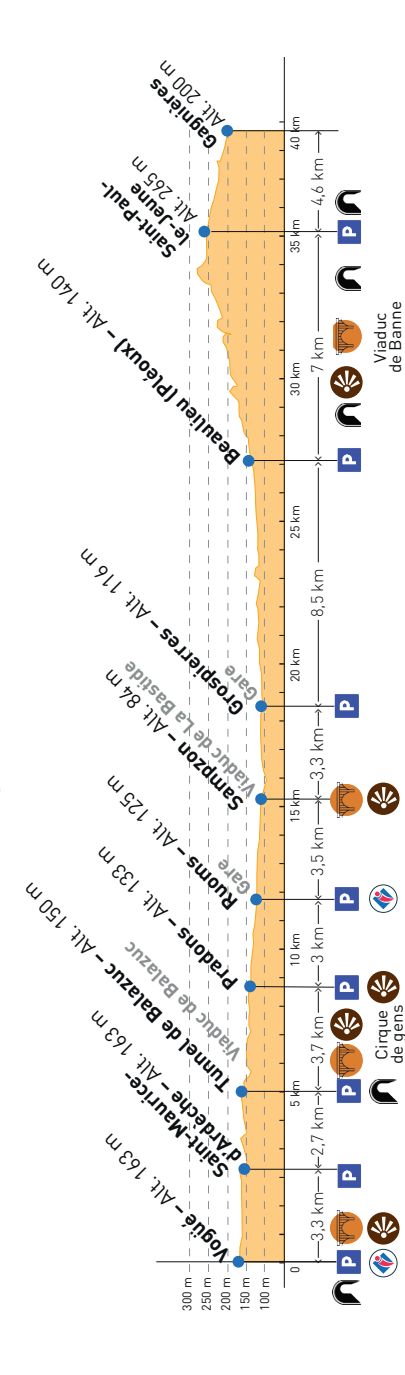 Vogüé – Alt. 163 m
Saint-Maurice-
d'Ardèche – Alt. 163 m
Tunnel de Balazuc – Alt. 150 m
Viaduc de Balazuc
Pradons – Alt. 133 m
Ruoms – Alt. 125 m
Gare
Sampzon – Alt. 84 m
Viaduc de La Bastide
Grospierres – Alt. 116 m
Gare
Beaulieu (Pléoux) – Alt. 140 m
Saint-Paul-
le-Jeune
Alt. 265 m
Gagnières
Alt. 200 m
300 m
250 m
200 m
150 m
100 m
0
5 km
10 km
15 km
20 km
25 km
30 km
35 km
40 km
3,3 km
2,7 km
3,7 km
3 km
3,5 km
3,3 km
8,5 km
7 km
4,6 km
P
P
P
P
P
P
P
P
Cirque
de gens
Viaduc
de Banne